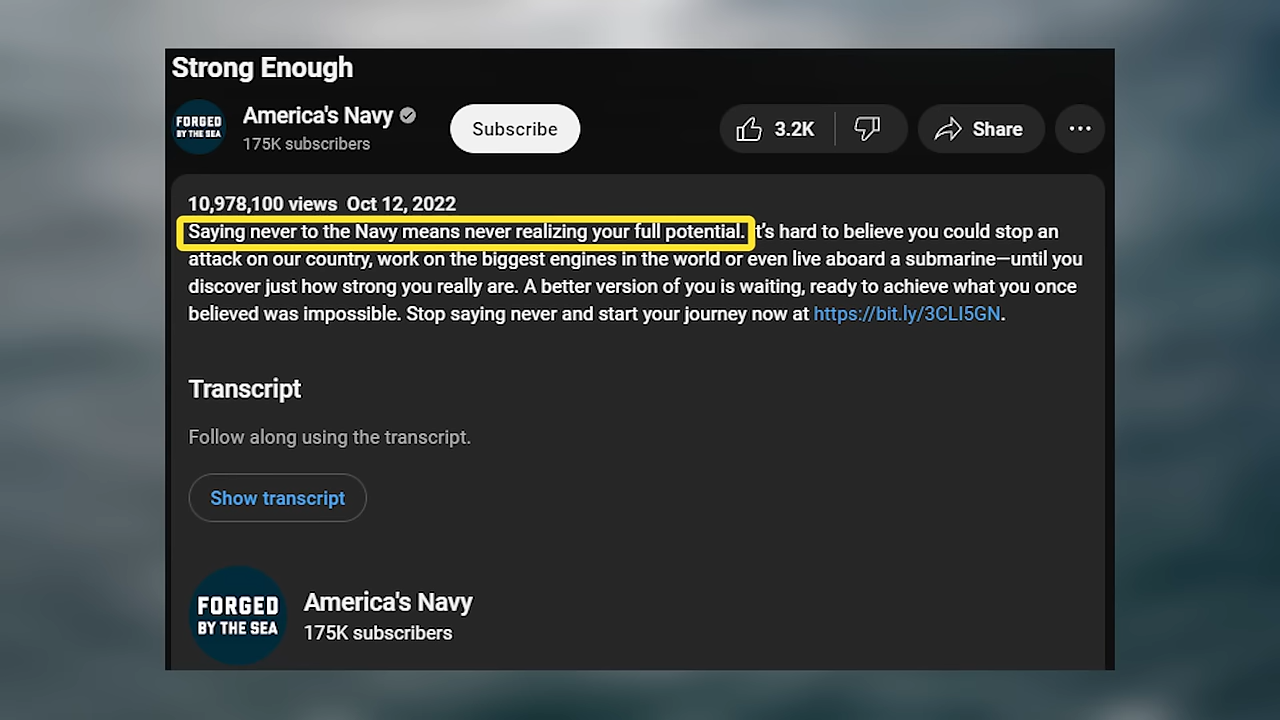 Strong Enough
FORGED
BY THE SEA
America's Navy
175K subscribers
Subscribe
3.2K
Share
10,978,100 views Oct 12, 2022
Saying never to the Navy means never realizing your full potential. It's hard to believe you could stop an
attack on our country, work on the biggest engines in the world or even live aboard a submarine—until you
discover just how strong you really are. A better version of you is waiting, ready to achieve what you once
believed was impossible. Stop saying never and start your journey now at https://bit.ly/3CLI5GN.
Transcript
Follow along using the transcript.
Show transcript
FORGED
BY THE SEA
America's Navy
175K subscribers